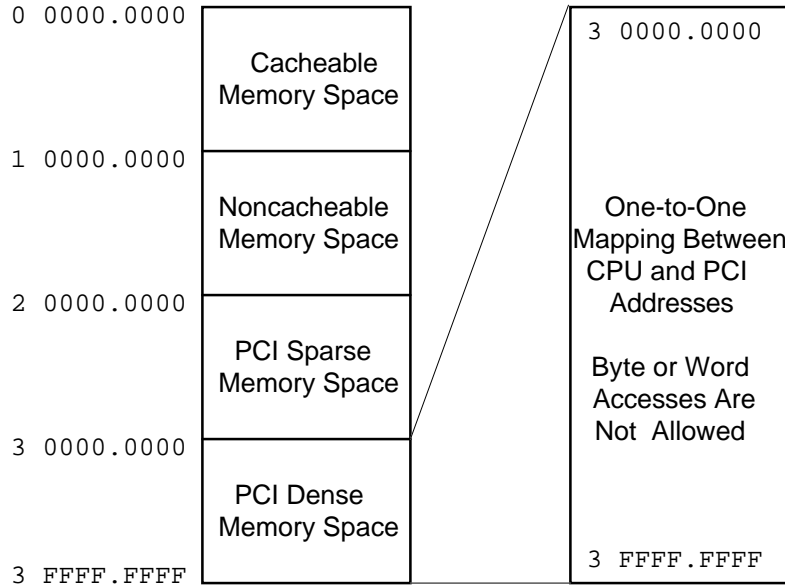 0 0000.0000
Cacheable
Memory Space
1 0000.0000
Noncacheable
Memory Space
2 0000.0000
PCI Sparse
Memory Space
3 0000.0000
PCI Dense
Memory Space
3 FFFF.FFFF
3 0000.0000
One-to-One
Mapping Between
CPU and PCI
Addresses
Byte or Word
Accesses Are
Not Allowed
3 FFFF.FFFF